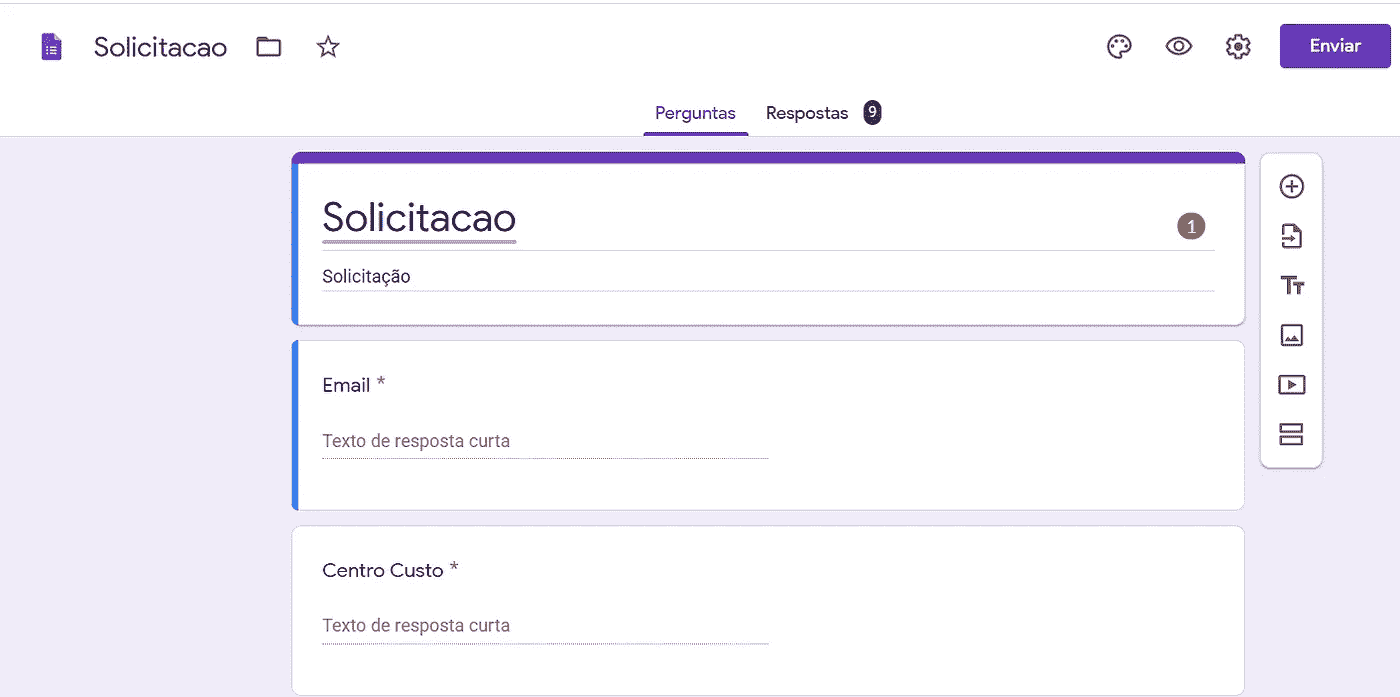 Solicitacao
Enviar
Perguntas Respostas 9
Solicitacao
1
Solicitação
Email *
Texto de resposta curta
Centro Custo *
Texto de resposta curta